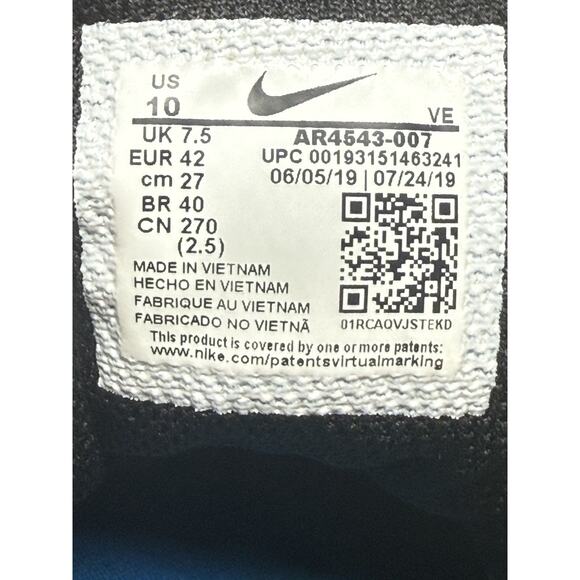 US
10
VE
UK 7.5
AR4543-007
EUR 42
UPC 00193151463241
cm 27
06/05/19 | 07/24/19
BR 40
CN 270
(2.5)
MADE IN VIETNAM
HECHO EN VIETNAM
FABRIQUE AU VIETNAM
FABRICADO NO VIETNÃ
01RCAQVJSTEKD
This product is covered by one or more patents:
www.nike.com/patentsvirtualmarking